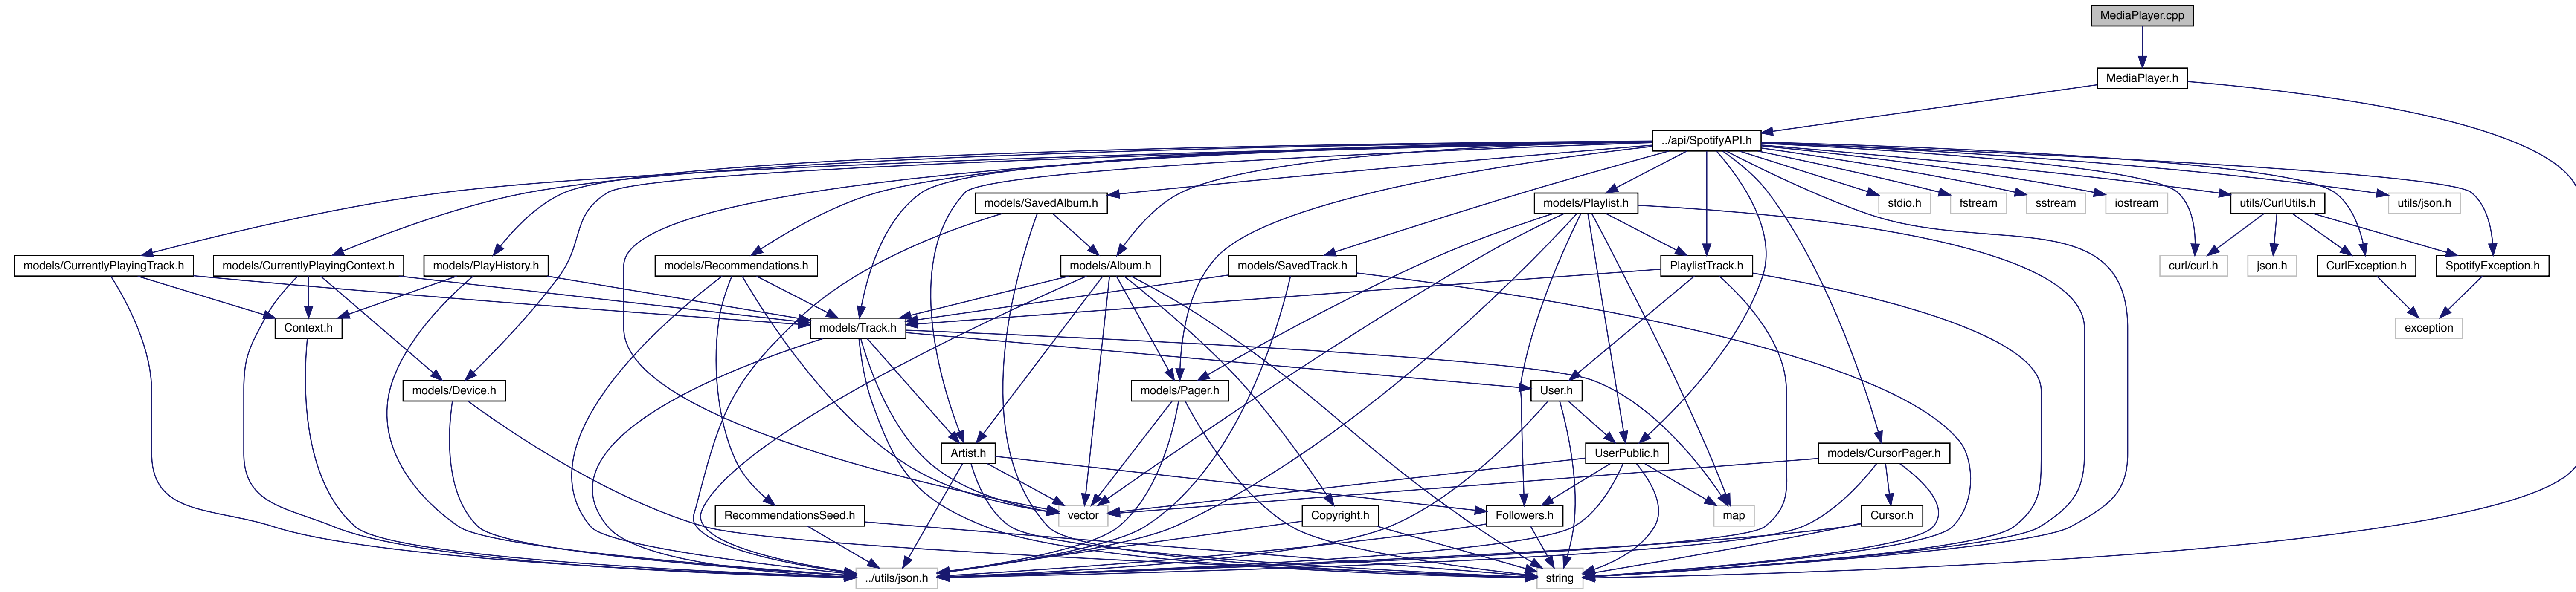 MediaPlayer.cpp
MediaPlayer.h
../api/SpotifyAPI.h
models/SavedAlbum.h
models/Playlist.h
stdio.h
fstream
sstream
iostream
utils/CurlUtils.h
utils/json.h
models/CurrentlyPlayingTrack.h
models/CurrentlyPlayingContext.h
models/PlayHistory.h
models/Recommendations.h
models/Album.h
models/SavedTrack.h
PlaylistTrack.h
curl/curl.h
json.h
CurlException.h
SpotifyException.h
Context.h
models/Track.h
exception
models/Device.h
models/Pager.h
User.h
Artist.h
UserPublic.h
models/CursorPager.h
RecommendationsSeed.h
vector
Copyright.h
Followers.h
map
Cursor.h
../utils/json.h
string